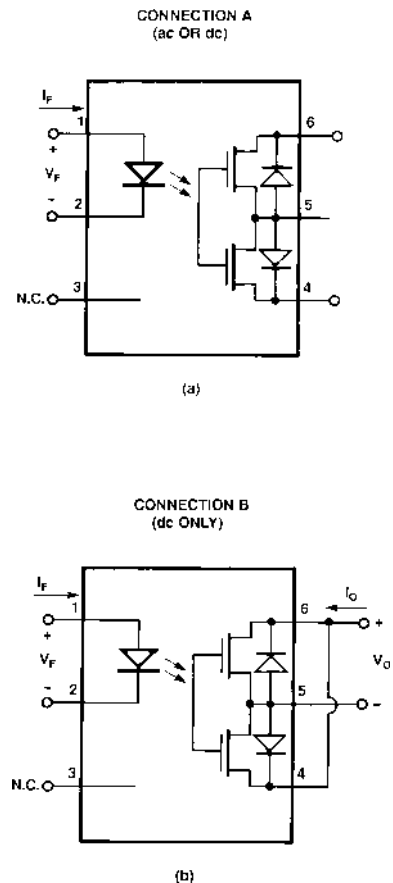 CONNECTION A
(ac OR dc)
I_F
1
+
V_F
-
2
N.C.
3
6
5
4
(a)
CONNECTION B
(dc ONLY)
I_F
1
+
V_F
-
2
N.C.
3
6
I_O
+
V_O
5
-
4
(b)